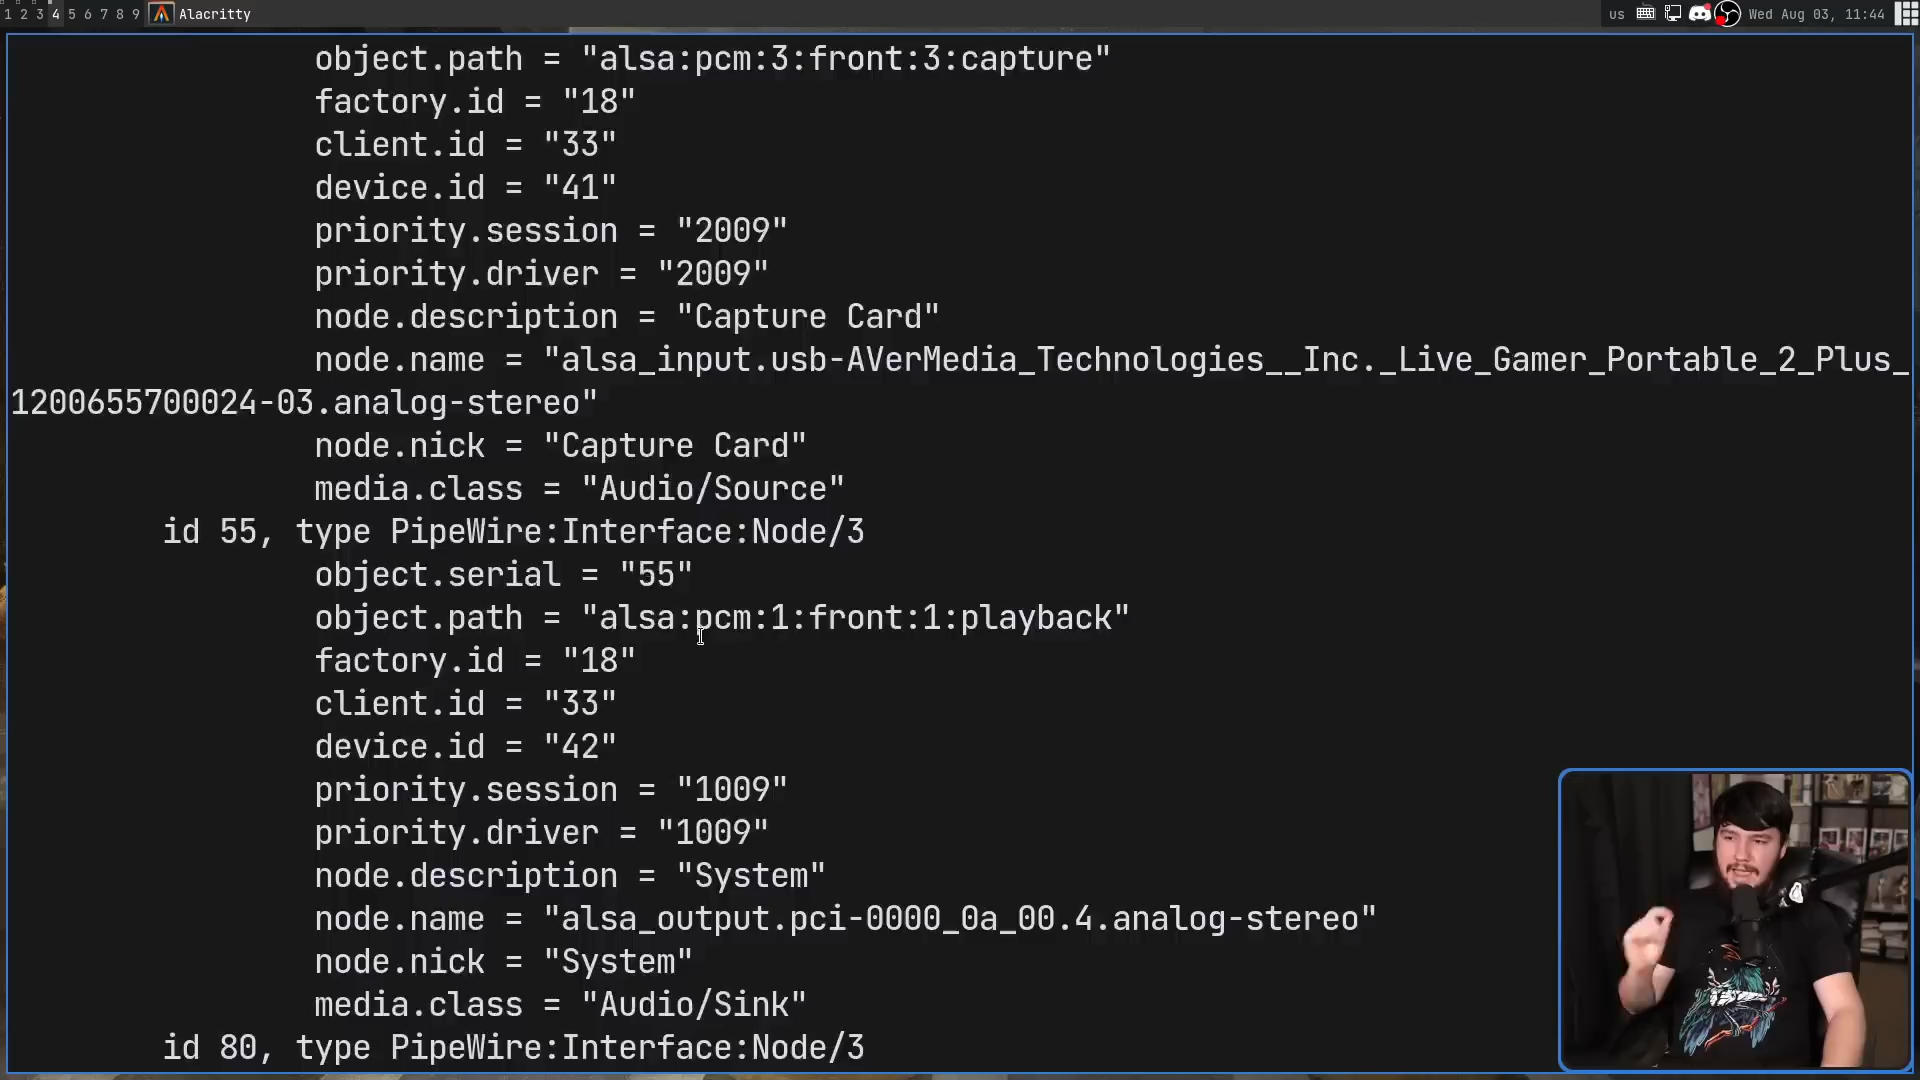 1 2 3 4 5 6 7 8 9 Alacritty us Wed Aug 03, 11:44
object.path = "alsa:pcm:3:front:3:capture"
factory.id = "18"
client.id = "33"
device.id = "41"
priority.session = "2009"
priority.driver = "2009"
node.description = "Capture Card"
node.name = "alsa_input.usb-AVerMedia_Technologies__Inc._Live_Gamer_Portable_2_Plus_
1200655700024-03.analog-stereo"
node.nick = "Capture Card"
media.class = "Audio/Source"
id 55, type PipeWire:Interface:Node/3
object.serial = "55"
object.path = "alsa:pcm:1:front:1:playback"
factory.id = "18"
client.id = "33"
device.id = "42"
priority.session = "1009"
priority.driver = "1009"
node.description = "System"
node.name = "alsa_output.pci-0000_0a_00.4.analog-stereo"
node.nick = "System"
media.class = "Audio/Sink"
id 80, type PipeWire:Interface:Node/3